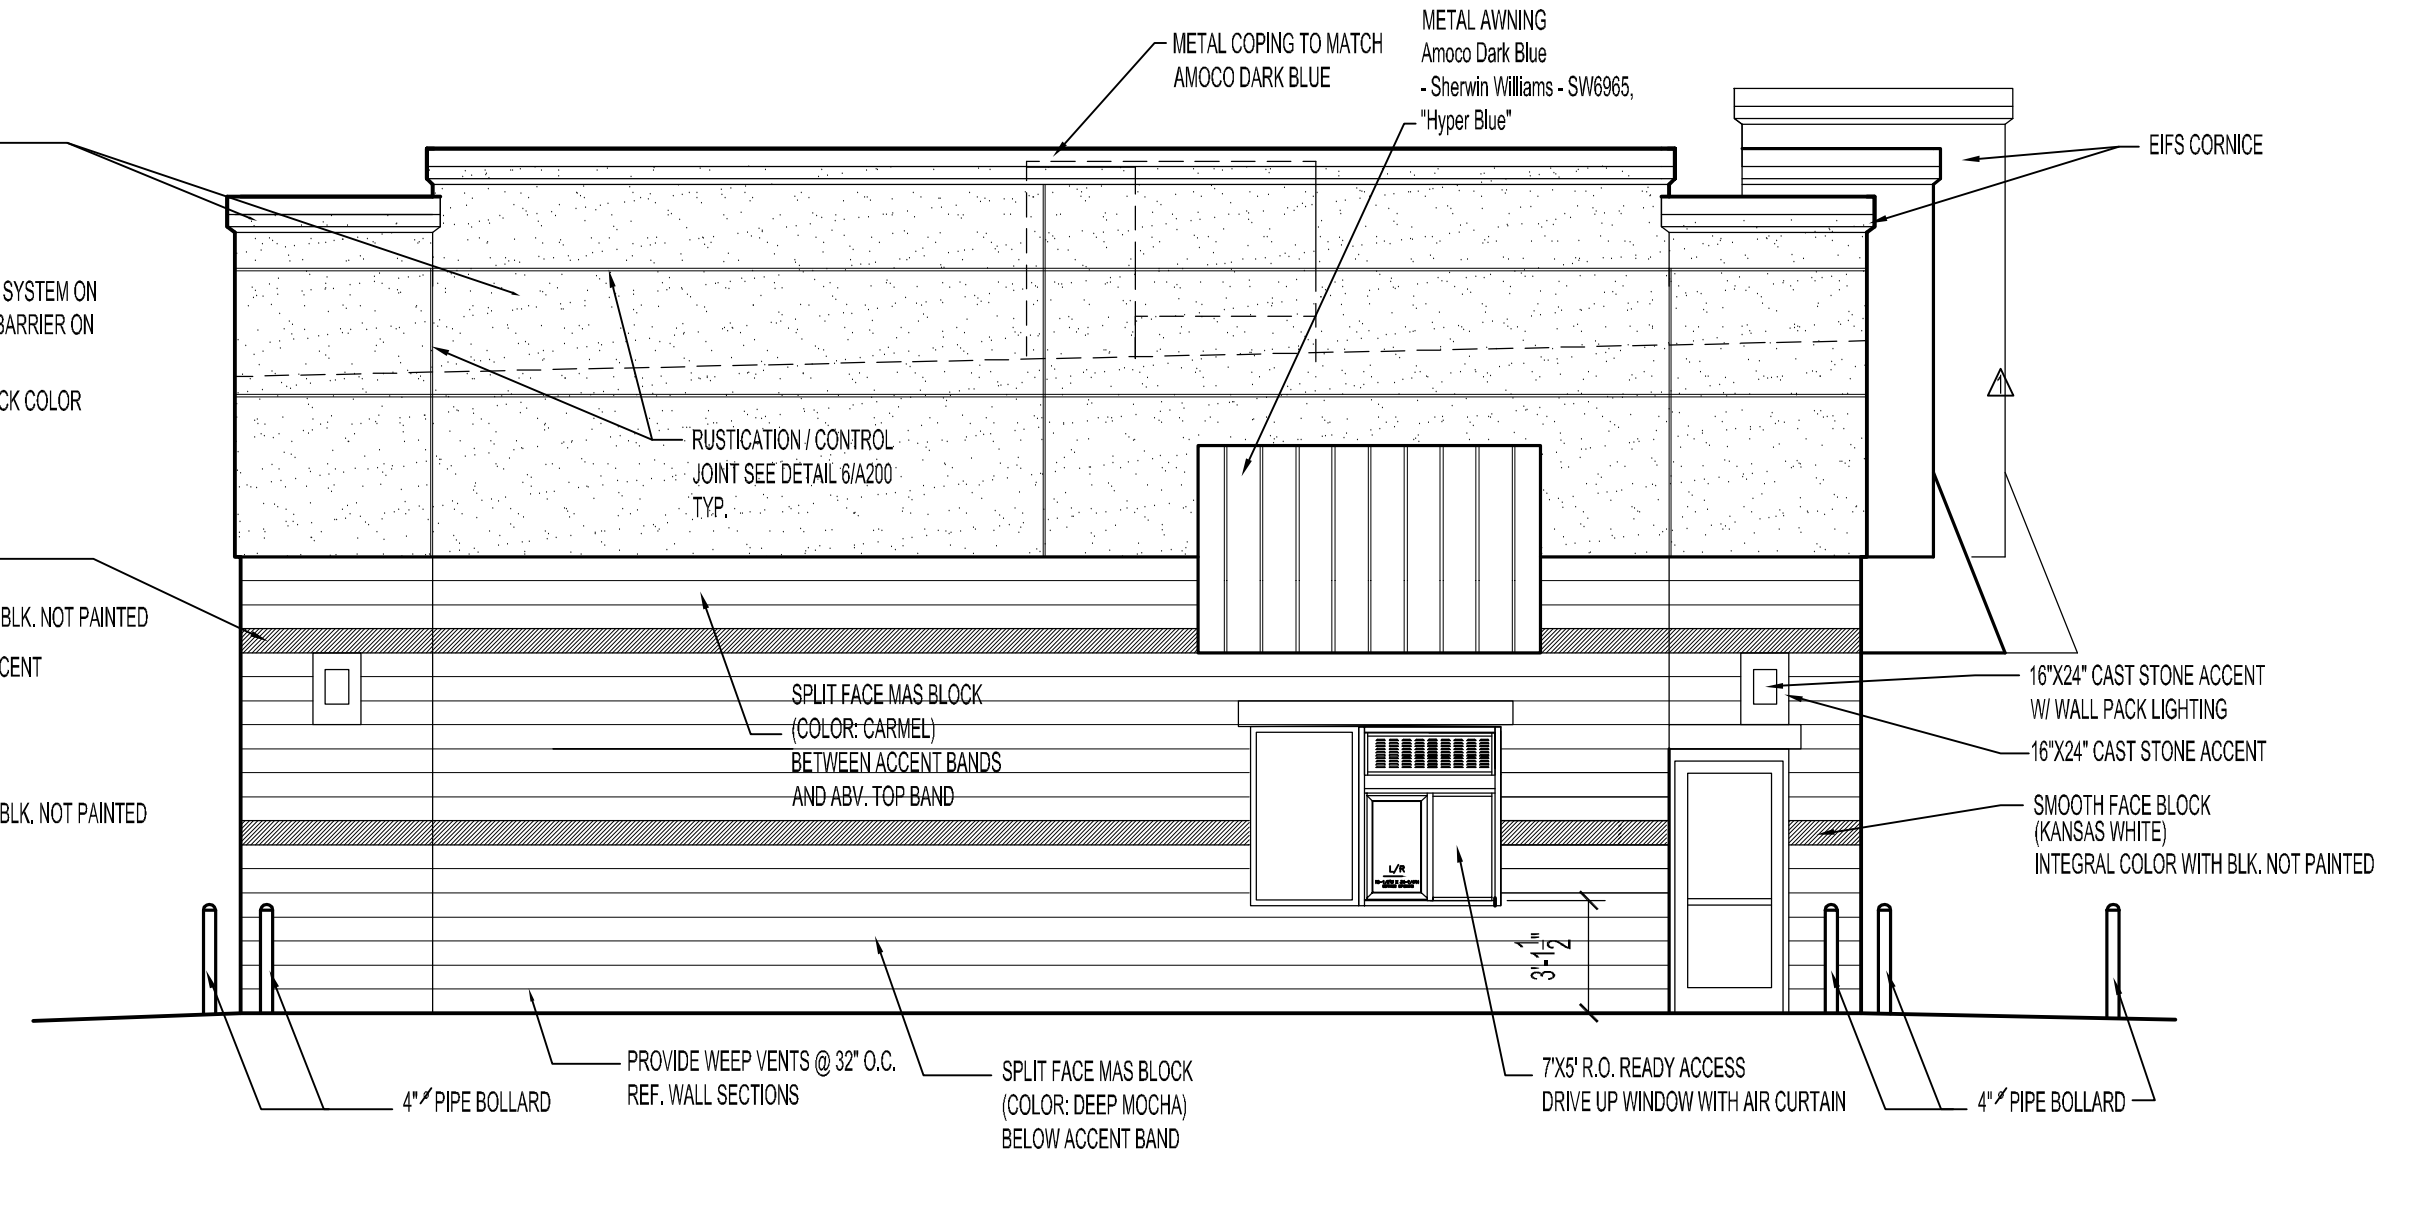 METAL COPING TO MATCH
AMOCO DARK BLUE
METAL AWNING
Amoco Dark Blue
- Sherwin Williams - SW6965,
"Hyper Blue"
EIFS CORNICE
SYSTEM ON
BARRIER ON
CK COLOR
1
RUSTICATION / CONTROL
JOINT SEE DETAIL 6/A200
TYP.
BLK. NOT PAINTED
CENT
BLK. NOT PAINTED
SPLIT FACE MAS BLOCK
(COLOR: CARMEL)
BETWEEN ACCENT BANDS
AND ABV. TOP BAND
16"X24" CAST STONE ACCENT
W/ WALL PACK LIGHTING
16"X24" CAST STONE ACCENT
SMOOTH FACE BLOCK
(KANSAS WHITE)
INTEGRAL COLOR WITH BLK. NOT PAINTED
L/R
3'-1 1/2"
4"⌀ PIPE BOLLARD
PROVIDE WEEP VENTS @ 32" O.C.
REF. WALL SECTIONS
SPLIT FACE MAS BLOCK
(COLOR: DEEP MOCHA)
BELOW ACCENT BAND
7'X5' R.O. READY ACCESS
DRIVE UP WINDOW WITH AIR CURTAIN
4"⌀ PIPE BOLLARD